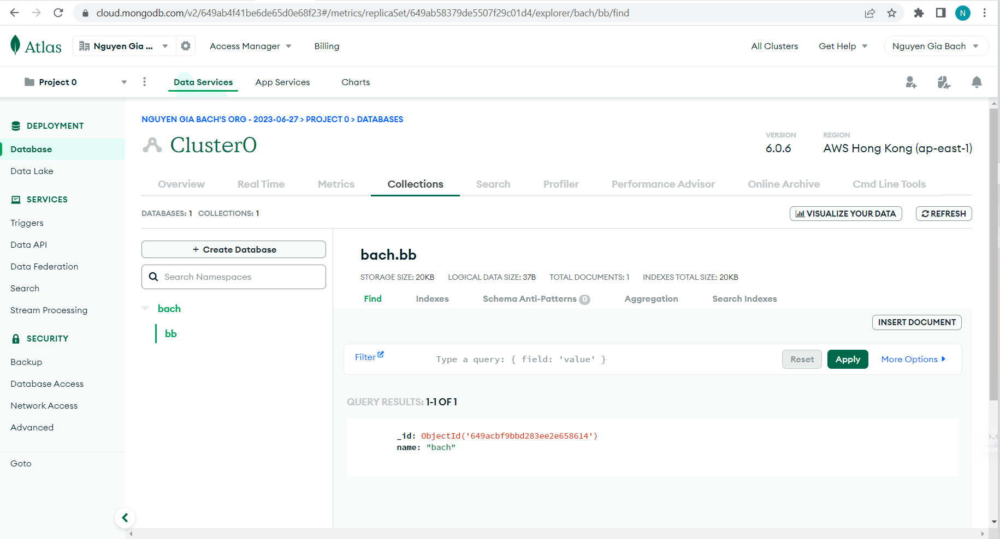 cloud.mongodb.com/v2/649ab4f41be6de65d0e68f23#/metrics/replicaSet/649ab58379de5507f29c01d4/explorer/bach/bb/find
N
Atlas
Nguyen Gia ...
Access Manager
Billing
All Clusters
Get Help
Nguyen Gia Bach
Project 0
Data Services
App Services
Charts
DEPLOYMENT
Database
Data Lake
SERVICES
Triggers
Data API
Data Federation
Search
Stream Processing
SECURITY
Backup
Database Access
Network Access
Advanced
Goto
NGUYEN GIA BACH'S ORG - 2023-06-27 > PROJECT 0 > DATABASES
Cluster0
VERSION
6.0.6
REGION
AWS Hong Kong (ap-east-1)
Overview
Real Time
Metrics
Collections
Search
Profiler
Performance Advisor
Online Archive
Cmd Line Tools
DATABASES: 1 COLLECTIONS: 1
VISUALIZE YOUR DATA
REFRESH
+ Create Database
Search Namespaces
bach
bb
bach.bb
STORAGE SIZE: 20KB LOGICAL DATA SIZE: 37B TOTAL DOCUMENTS: 1 INDEXES TOTAL SIZE: 20KB
Find
Indexes
Schema Anti-Patterns 0
Aggregation
Search Indexes
INSERT DOCUMENT
Filter
Type a query: { field: 'value' }
Reset
Apply
More Options
QUERY RESULTS: 1-1 OF 1
_id: ObjectId('649acbf9bbd283ee2e658614')
name: "bach"